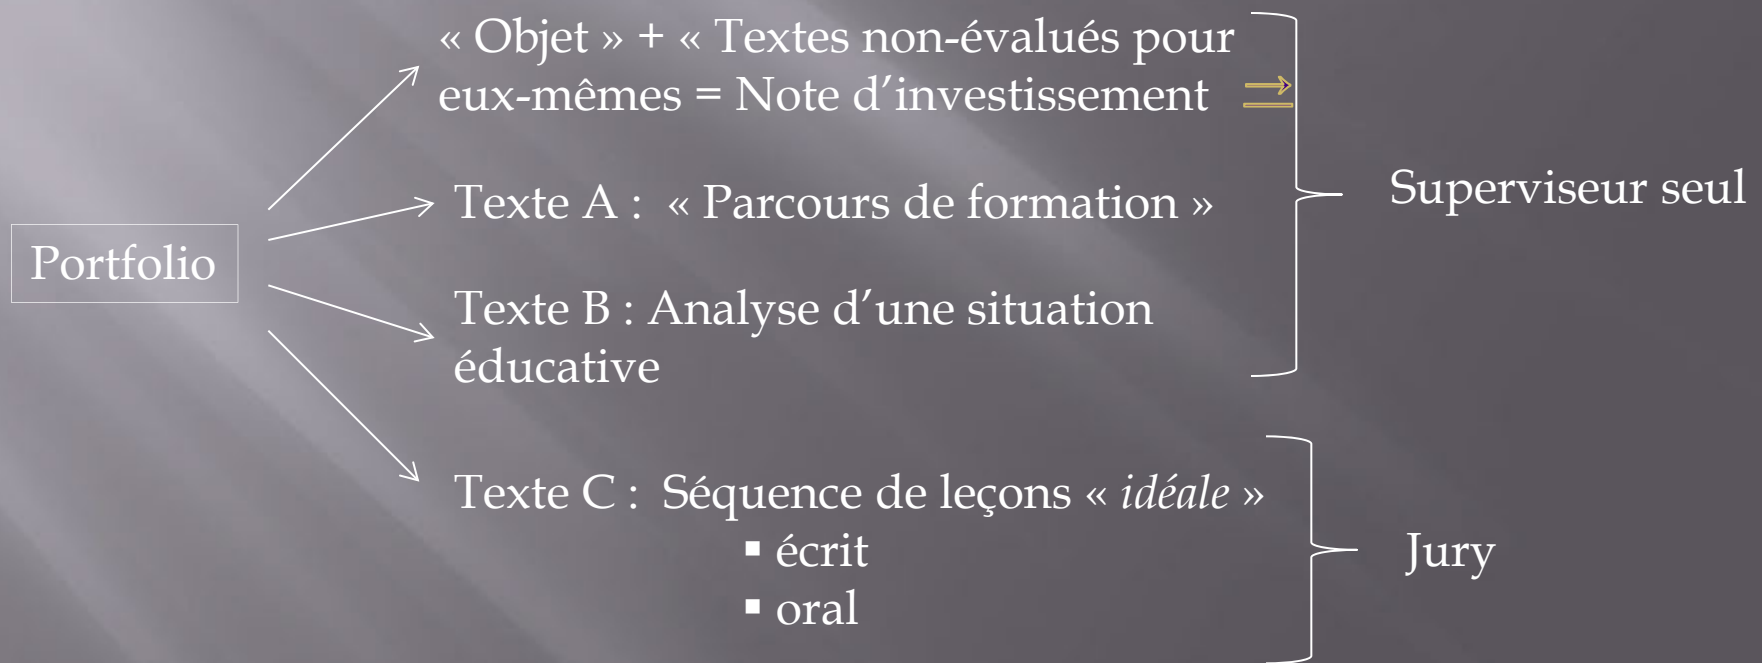 « Objet » + « Textes non-évalués pour
eux-mêmes = Note d’investissement ⇒
Texte A : « Parcours de formation »
Superviseur seul
Portfolio
Texte B : Analyse d’une situation
éducative
Texte C : Séquence de leçons « idéale »
▪ écrit
▪ oral
Jury